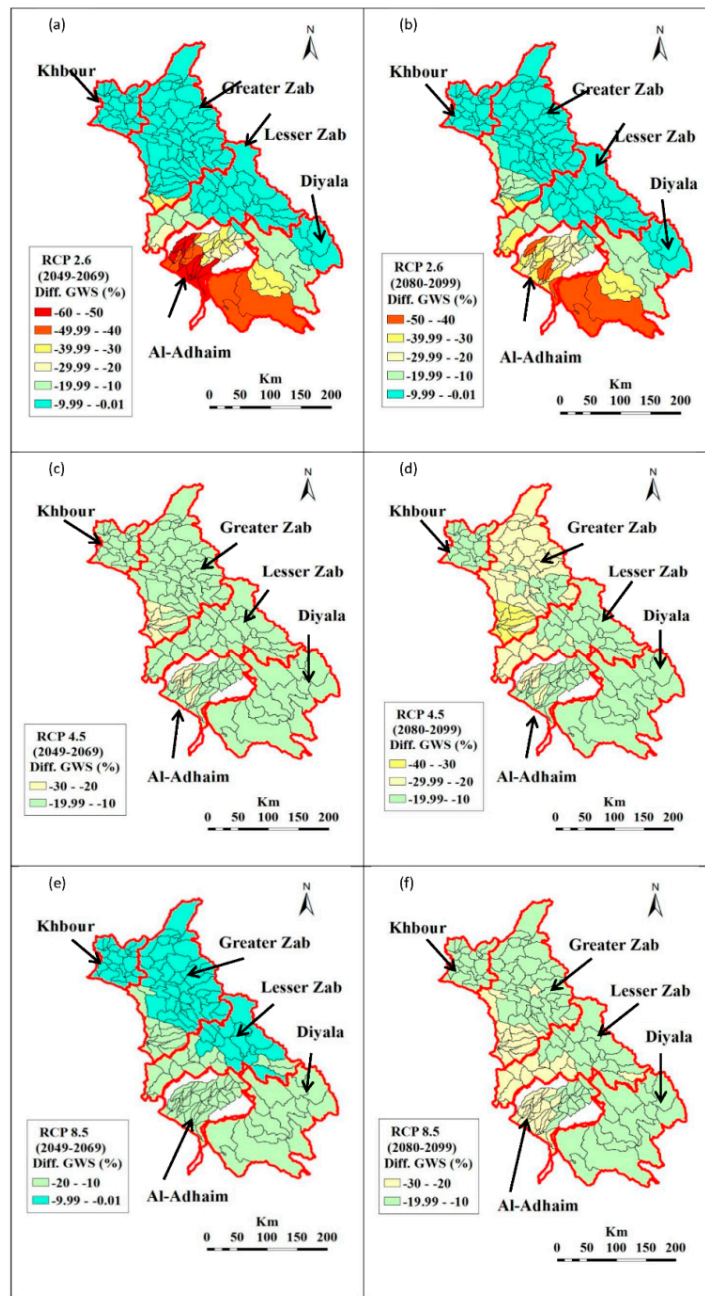 (a)
N
Khbour
Greater Zab
Lesser Zab
Diyala
RCP 2.6
(2049-2069)
Diff. GWS (%)
-60 - -50
-49.99 - -40
-39.99 - -30
-29.99 - -20
-19.99 - -10
-9.99 - -0.01
Al-Adhaim
Km
0 50 100 150 200
(b)
N
Khbour
Greater Zab
Lesser Zab
Diyala
RCP 2.6
(2080-2099)
Diff. GWS (%)
-50 - -40
-39.99 - -30
-29.99 - -20
-19.99 - -10
-9.99 - -0.01
Al-Adhaim
Km
0 50 100 150 200
(c)
N
Khbour
Greater Zab
Lesser Zab
Diyala
RCP 4.5
(2049-2069)
Diff. GWS (%)
-30 - -20
-19.99 - -10
Al-Adhaim
Km
0 50 100 150 200
(d)
N
Khbour
Greater Zab
Lesser Zab
Diyala
RCP 4.5
(2080-2099)
Diff. GWS (%)
-40 - -30
-29.99 - -20
-19.99- -10
Al-Adhaim
Km
0 50 100 150 200
(e)
N
Khbour
Greater Zab
Lesser Zab
Diyala
RCP 8.5
(2049-2069)
Diff. GWS (%)
-20 - -10
-9.99 - -0.01
Al-Adhaim
Km
0 50 100 150 200
(f)
N
Khbour
Greater Zab
Lesser Zab
Diyala
RCP 8.5
(2080-2099)
Diff. GWS (%)
-30 - -20
-19.99 - -10
Al-Adhaim
Km
0 50 100 150 200